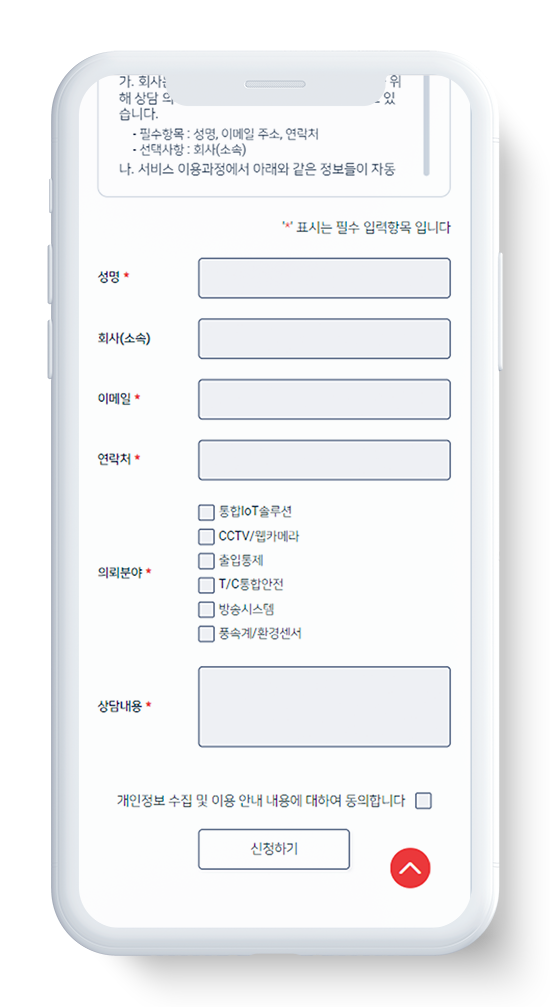 가. 회사는 위
해 상담 의 있
습니다.
- 필수항목 : 성명, 이메일 주소, 연락처
- 선택사항 : 회사(소속)
나. 서비스 이용과정에서 아래와 같은 정보들이 자동
'*' 표시는 필수 입력항목 입니다
성명 *
회사(소속)
이메일 *
연락처 *
의뢰분야 *
통합IoT솔루션
CCTV/웹카메라
출입통제
T/C통합안전
방송시스템
풍속계/환경센서
상담내용 *
개인정보 수집 및 이용 안내 내용에 대하여 동의합니다
신청하기